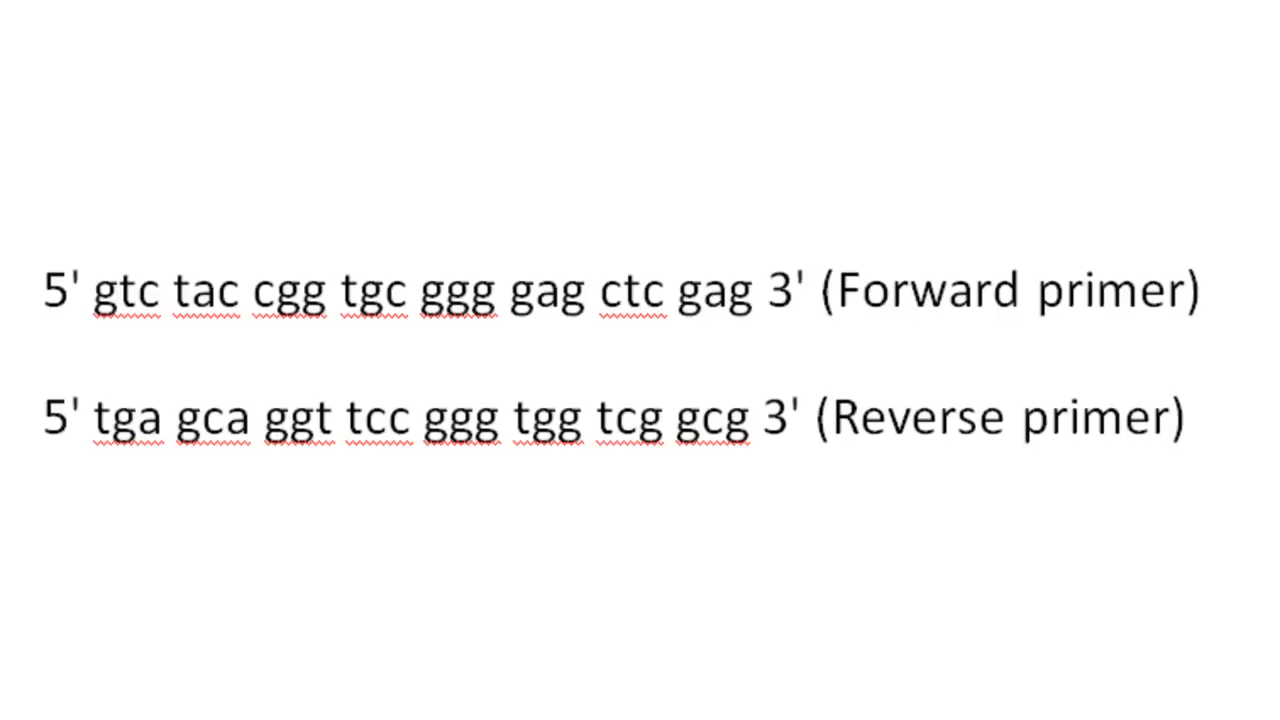 5' gtc tac cgg tgc ggg gag ctc gag 3' (Forward primer)
5' tga gca ggt tcc ggg tgg tcg gcg 3' (Reverse primer)